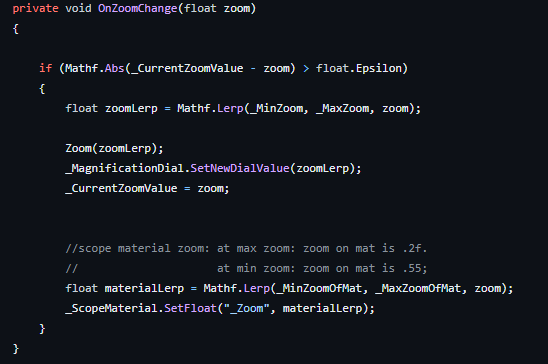 private void OnZoomChange(float zoom)
{
if (Mathf.Abs(_CurrentZoomValue - zoom) > float.Epsilon)
{
float zoomLerp = Mathf.Lerp(_MinZoom, _MaxZoom, zoom);
Zoom(zoomLerp);
_MagnificationDial.SetNewDialValue(zoomLerp);
_CurrentZoomValue = zoom;
//scope material zoom: at max zoom: zoom on mat is .2f.
// at min zoom: zoom on mat is .55;
float materialLerp = Mathf.Lerp(_MinZoomOfMat, _MaxZoomOfMat, zoom);
_ScopeMaterial.SetFloat("_Zoom", materialLerp);
}
}